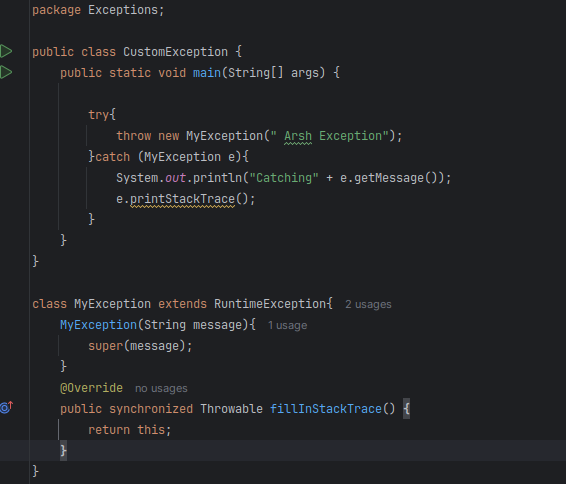 package Exceptions;
public class CustomException {
public static void main(String[] args) {
try{
throw new MyException(" Arsh Exception");
}catch (MyException e){
System.out.println("Catching" + e.getMessage());
e.printStackTrace();
}
}
}
class MyException extends RuntimeException{ 2 usages
MyException(String message){ 1 usage
super(message);
}
@Override no usages
public synchronized Throwable fillInStackTrace() {
return this;
}
}